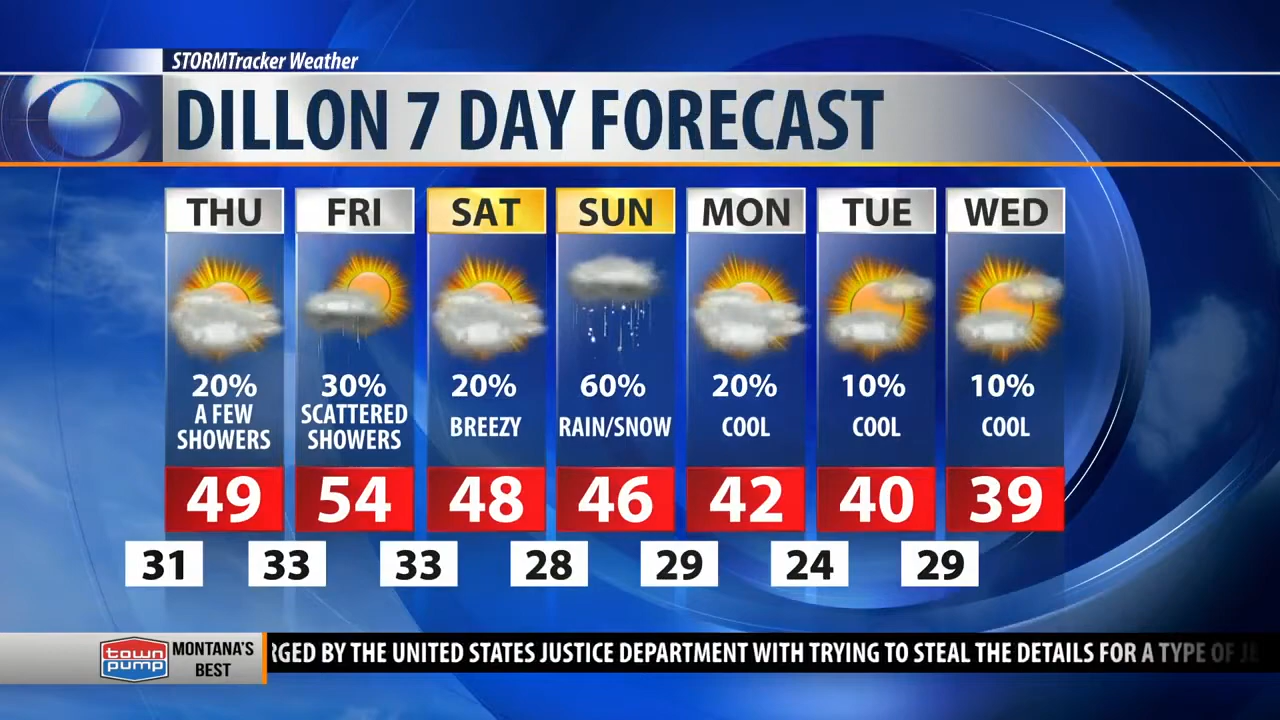 STORMTracker Weather
DILLON 7 DAY FORECAST
THU FRI SAT SUN MON TUE WED
20% 30% 20% 60% 20% 10% 10%
A FEW SCATTERED BREEZY RAIN/SNOW COOL COOL COOL
SHOWERS SHOWERS
49 54 48 46 42 40 39
31 33 33 28 29 24 29
town
pump
MONTANA'S
BEST
RGED BY THE UNITED STATES JUSTICE DEPARTMENT WITH TRYING TO STEAL THE DETAILS FOR A TYPE OF